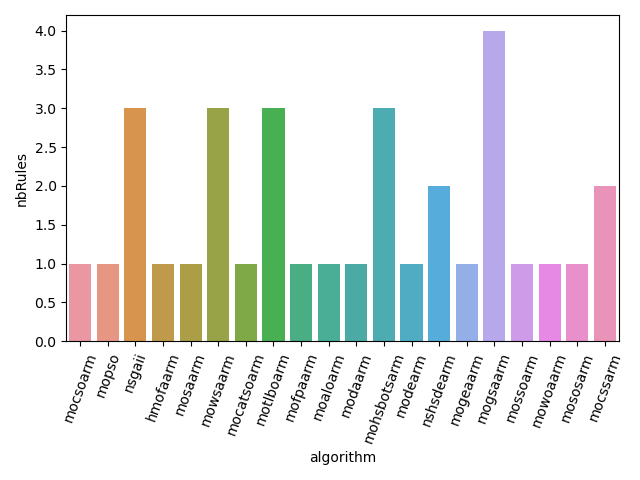 4.0
3.5
3.0
2.5
2.0
1.5
1.0
0.5
0.0
nbRules
mocsoarm
mopso
nsgaii
hmofaarm
mosaarm
mowsaarm
mocatsoarm
motlboarm
mofpaarm
moaloarm
modaarm
mohsbotsarm
modearm
nshsdearm
mogeaarm
mogsaarm
mossoarm
mowoaarm
mososarm
mocssarm
algorithm